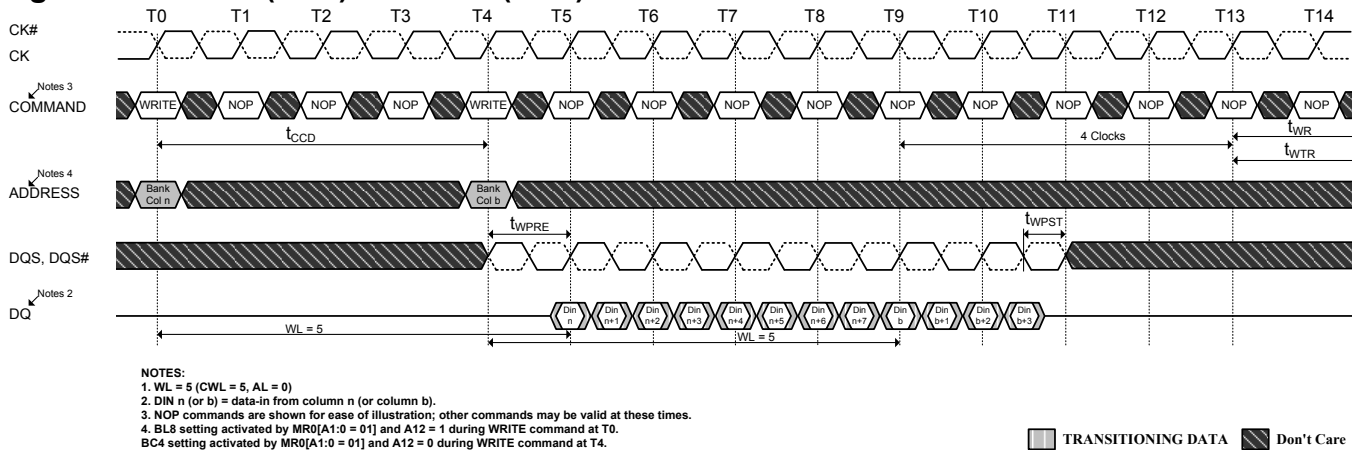 T0 T1 T2 T3 T4 T5 T6 T7 T8 T9 T10 T11 T12 T13 T14
CK#
CK
Notes 3
COMMAND
WRITE NOP NOP NOP WRITE NOP NOP NOP NOP NOP NOP NOP NOP NOP NOP
tCCD
4 Clocks
tWR
tWTR
Notes 4
ADDRESS
Bank Bank
Col n Col b
tWPRE
tWPST
DQS, DQS#
Notes 2
DQ
Din Din Din Din Din Din Din Din Din Din Din Din
n n+1 n+2 n+3 n+4 n+5 n+6 n+7 b b+1 b+2 b+3
WL = 5
WL = 5
NOTES:
1. WL = 5 (CWL = 5, AL = 0)
2. DIN n (or b) = data-in from column n (or column b).
3. NOP commands are shown for ease of illustration; other commands may be valid at these times.
4. BL8 setting activated by MR0[A1:0 = 01] and A12 = 1 during WRITE command at T0.
BC4 setting activated by MR0[A1:0 = 01] and A12 = 0 during WRITE command at T4.
TRANSITIONING DATA Don't Care